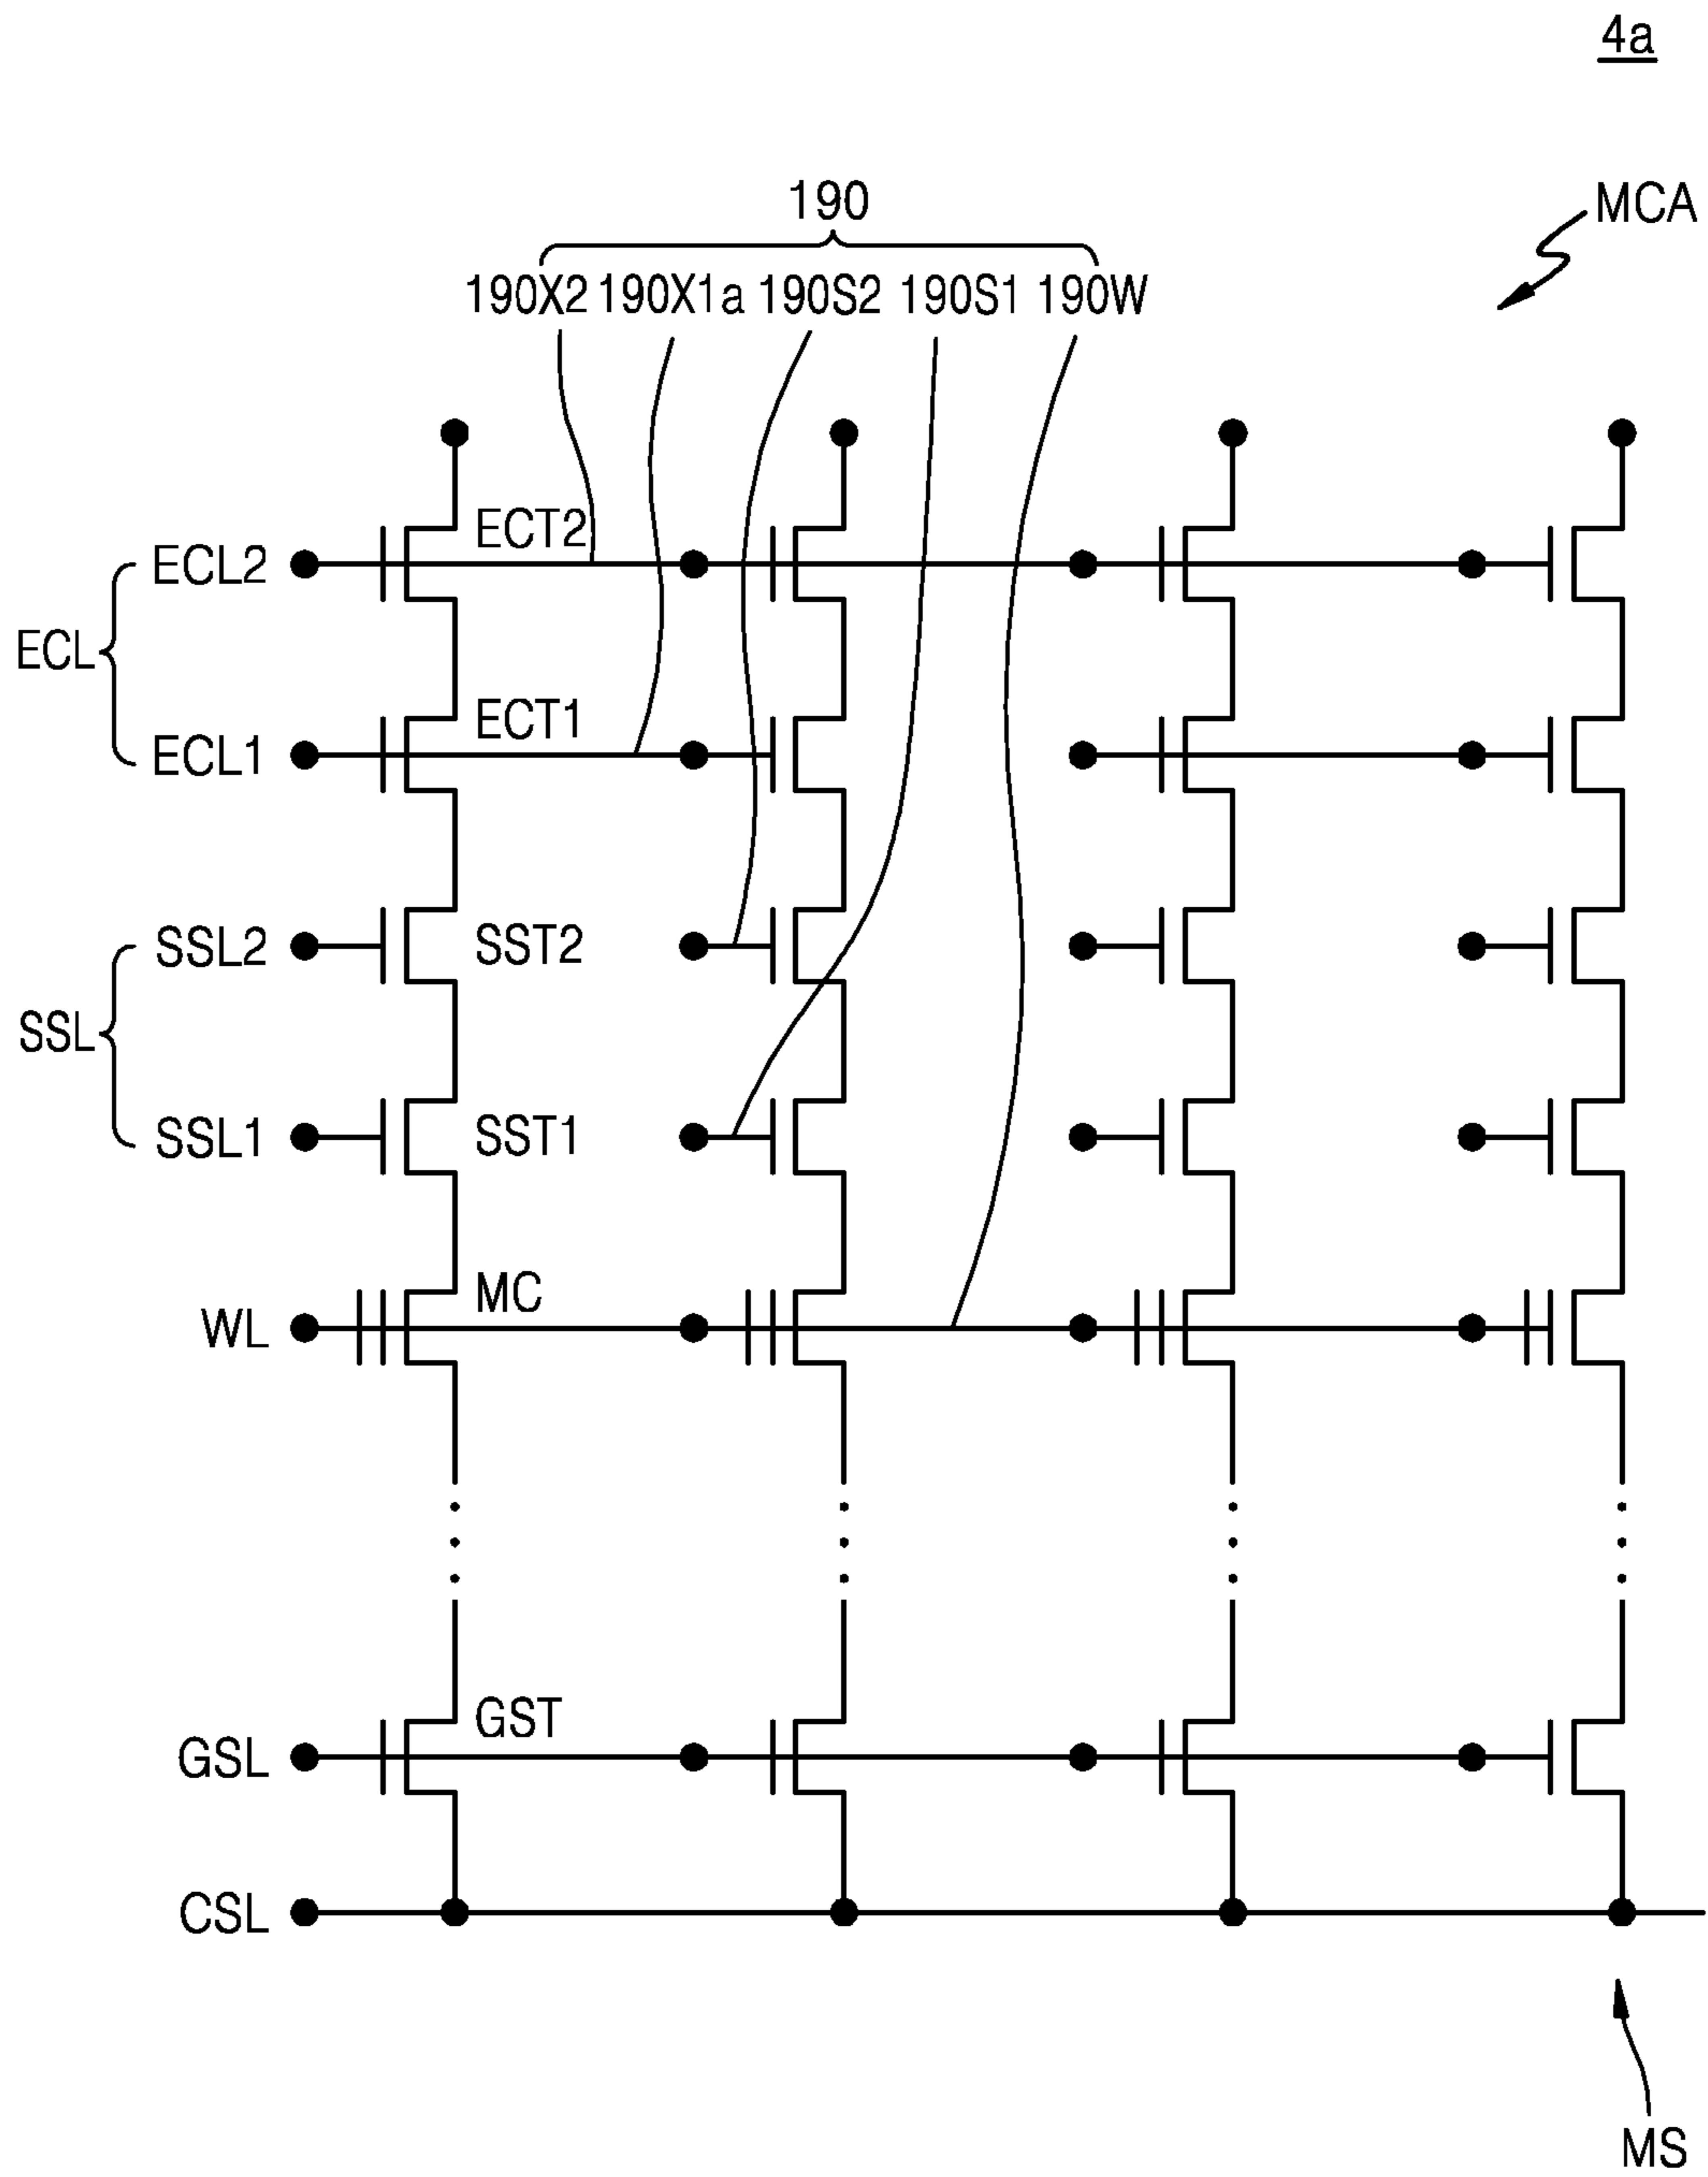 4a
MCA
190
190X2 190X1a 190S2 190S1 190W
ECT2
ECL2
ECL
ECT1
ECL1
SSL2
SST2
SSL
SSL1
SST1
MC
WL
GST
GSL
CSL
MS